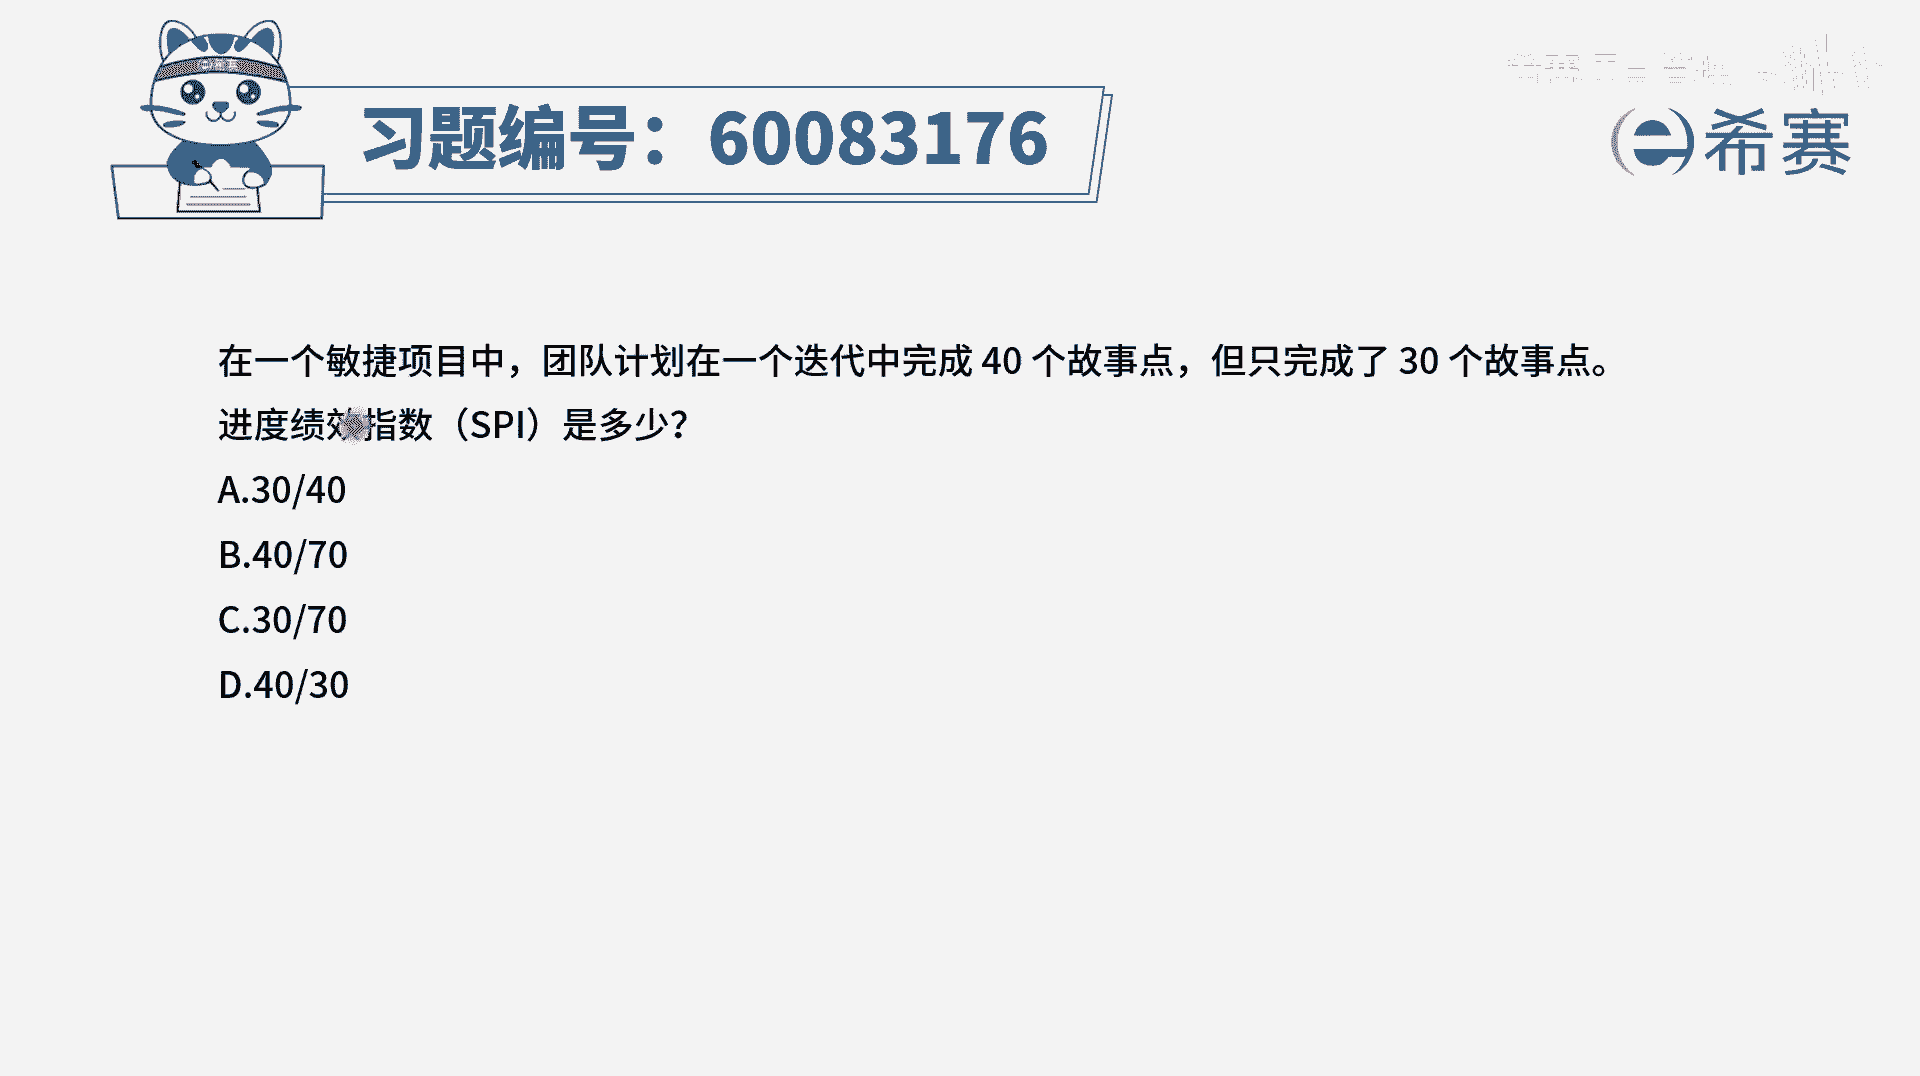 习题编号：60083176
希赛
在一个敏捷项目中，团队计划在一个迭代中完成 40 个故事点，但只完成了 30 个故事点。
进度绩效指数（SPI）是多少？
A.30/40
B.40/70
C.30/70
D.40/30